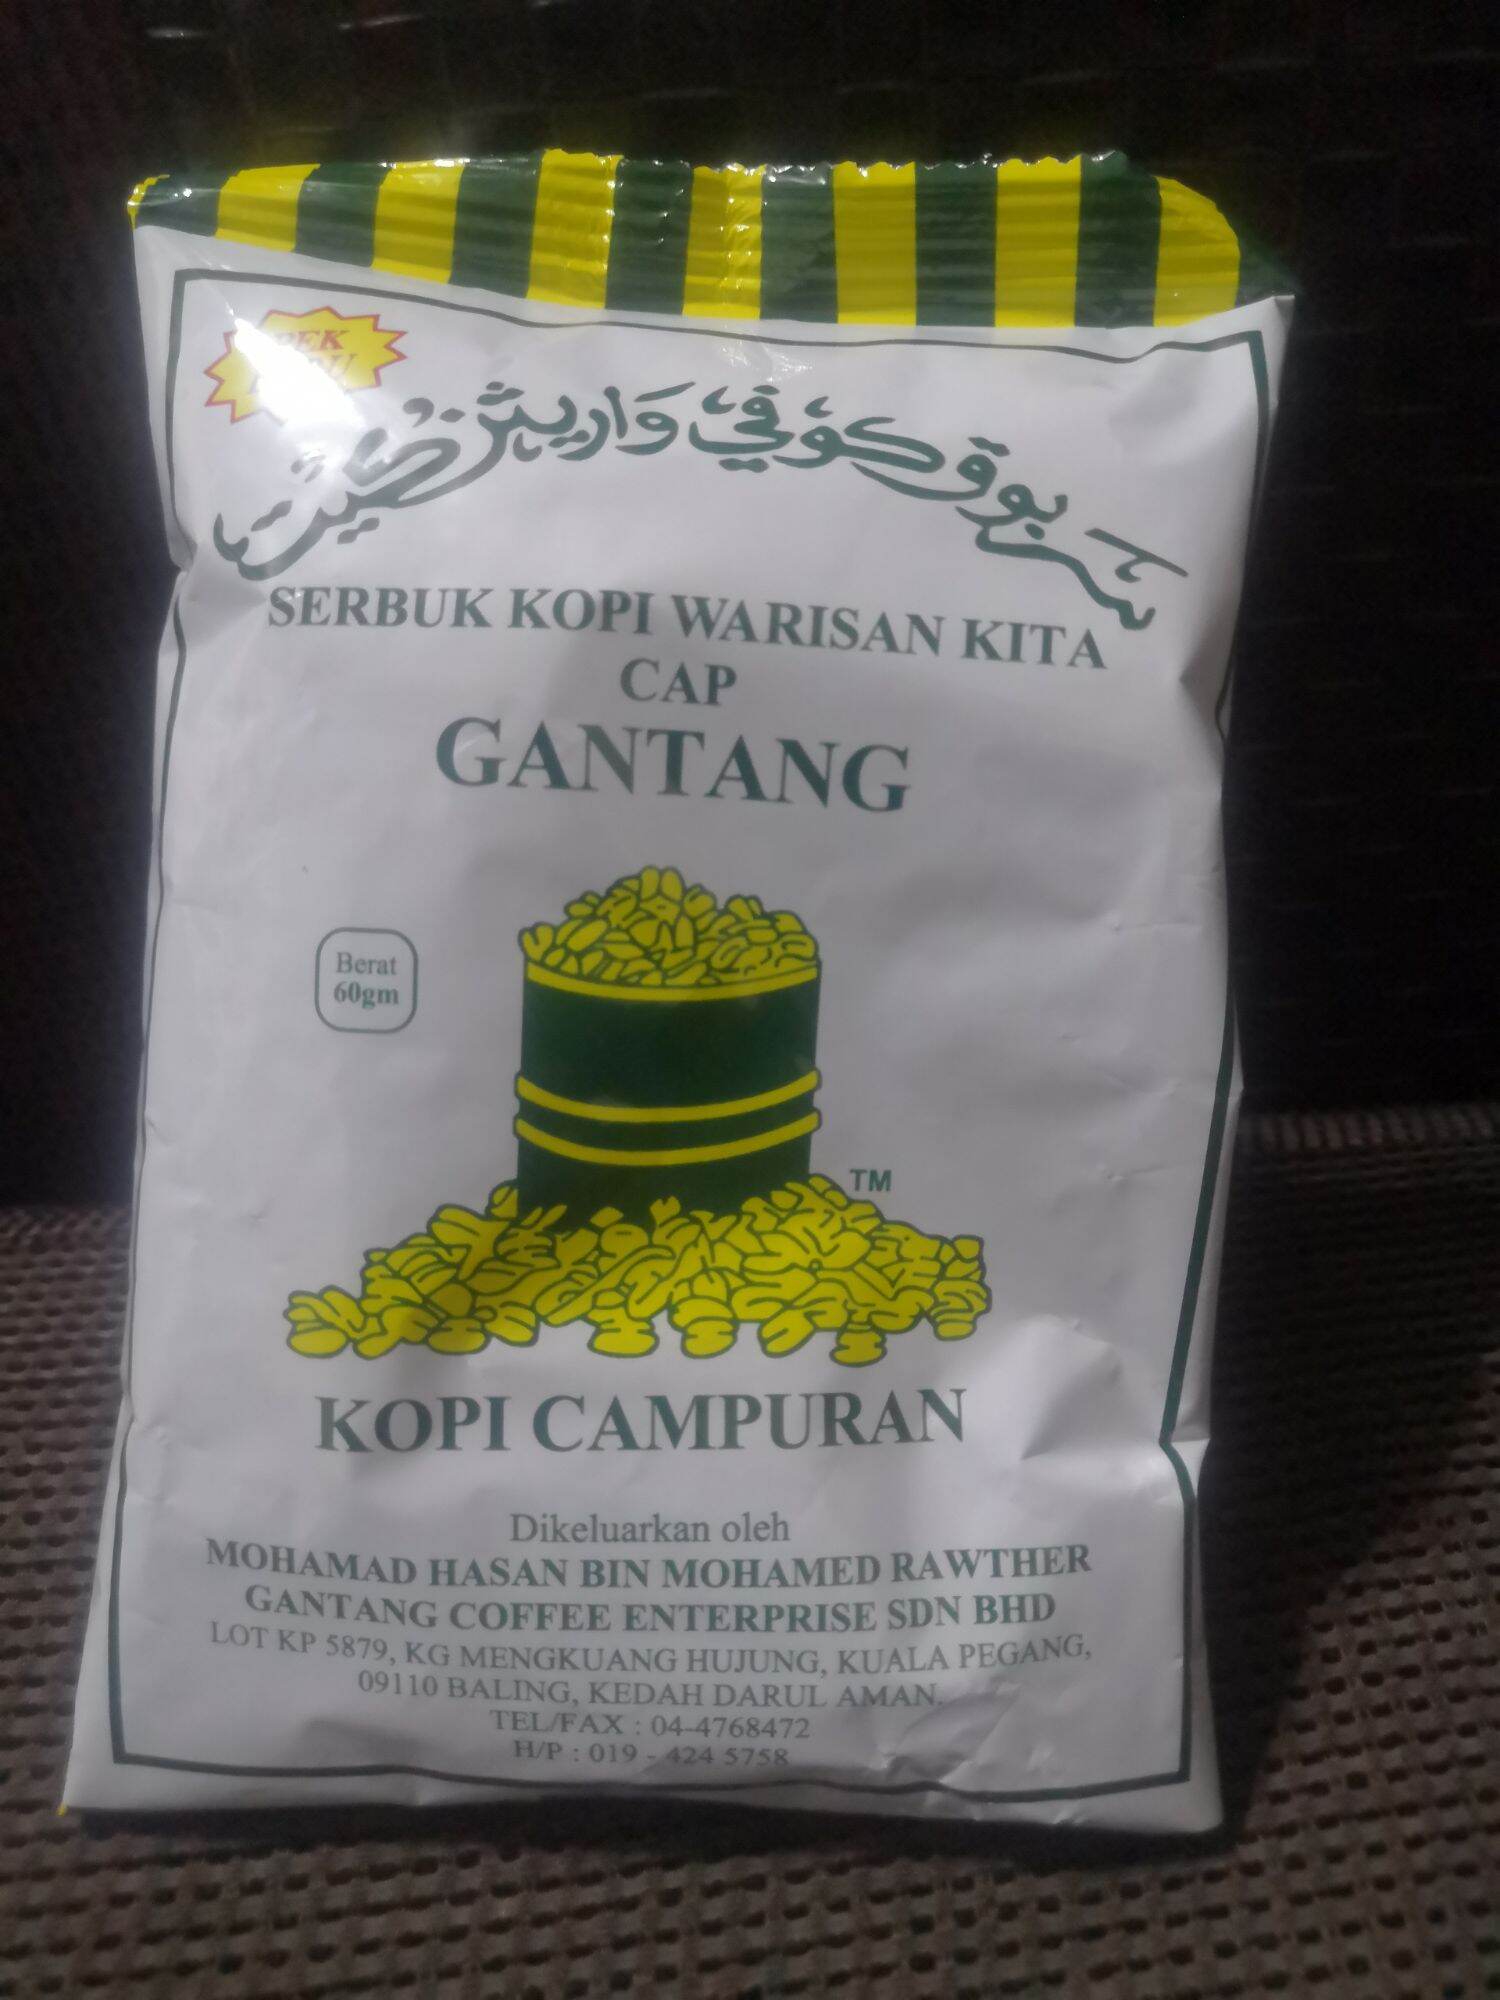 PEK
سربوق كوڤي واريثن كيت
SERBUK KOPI WARISAN KITA
CAP
GANTANG
Berat
60gm
TM
KOPI CAMPURAN
Dikeluarkan oleh
MOHAMAD HASAN BIN MOHAMED RAWTHER
GANTANG COFFEE ENTERPRISE SDN BHD
LOT KP 5879, KG MENGKUANG HUJUNG, KUALA PEGANG,
09110 BALING, KEDAH DARUL AMAN.
TEL/FAX : 04-4768472
H/P : 019 - 424 5758